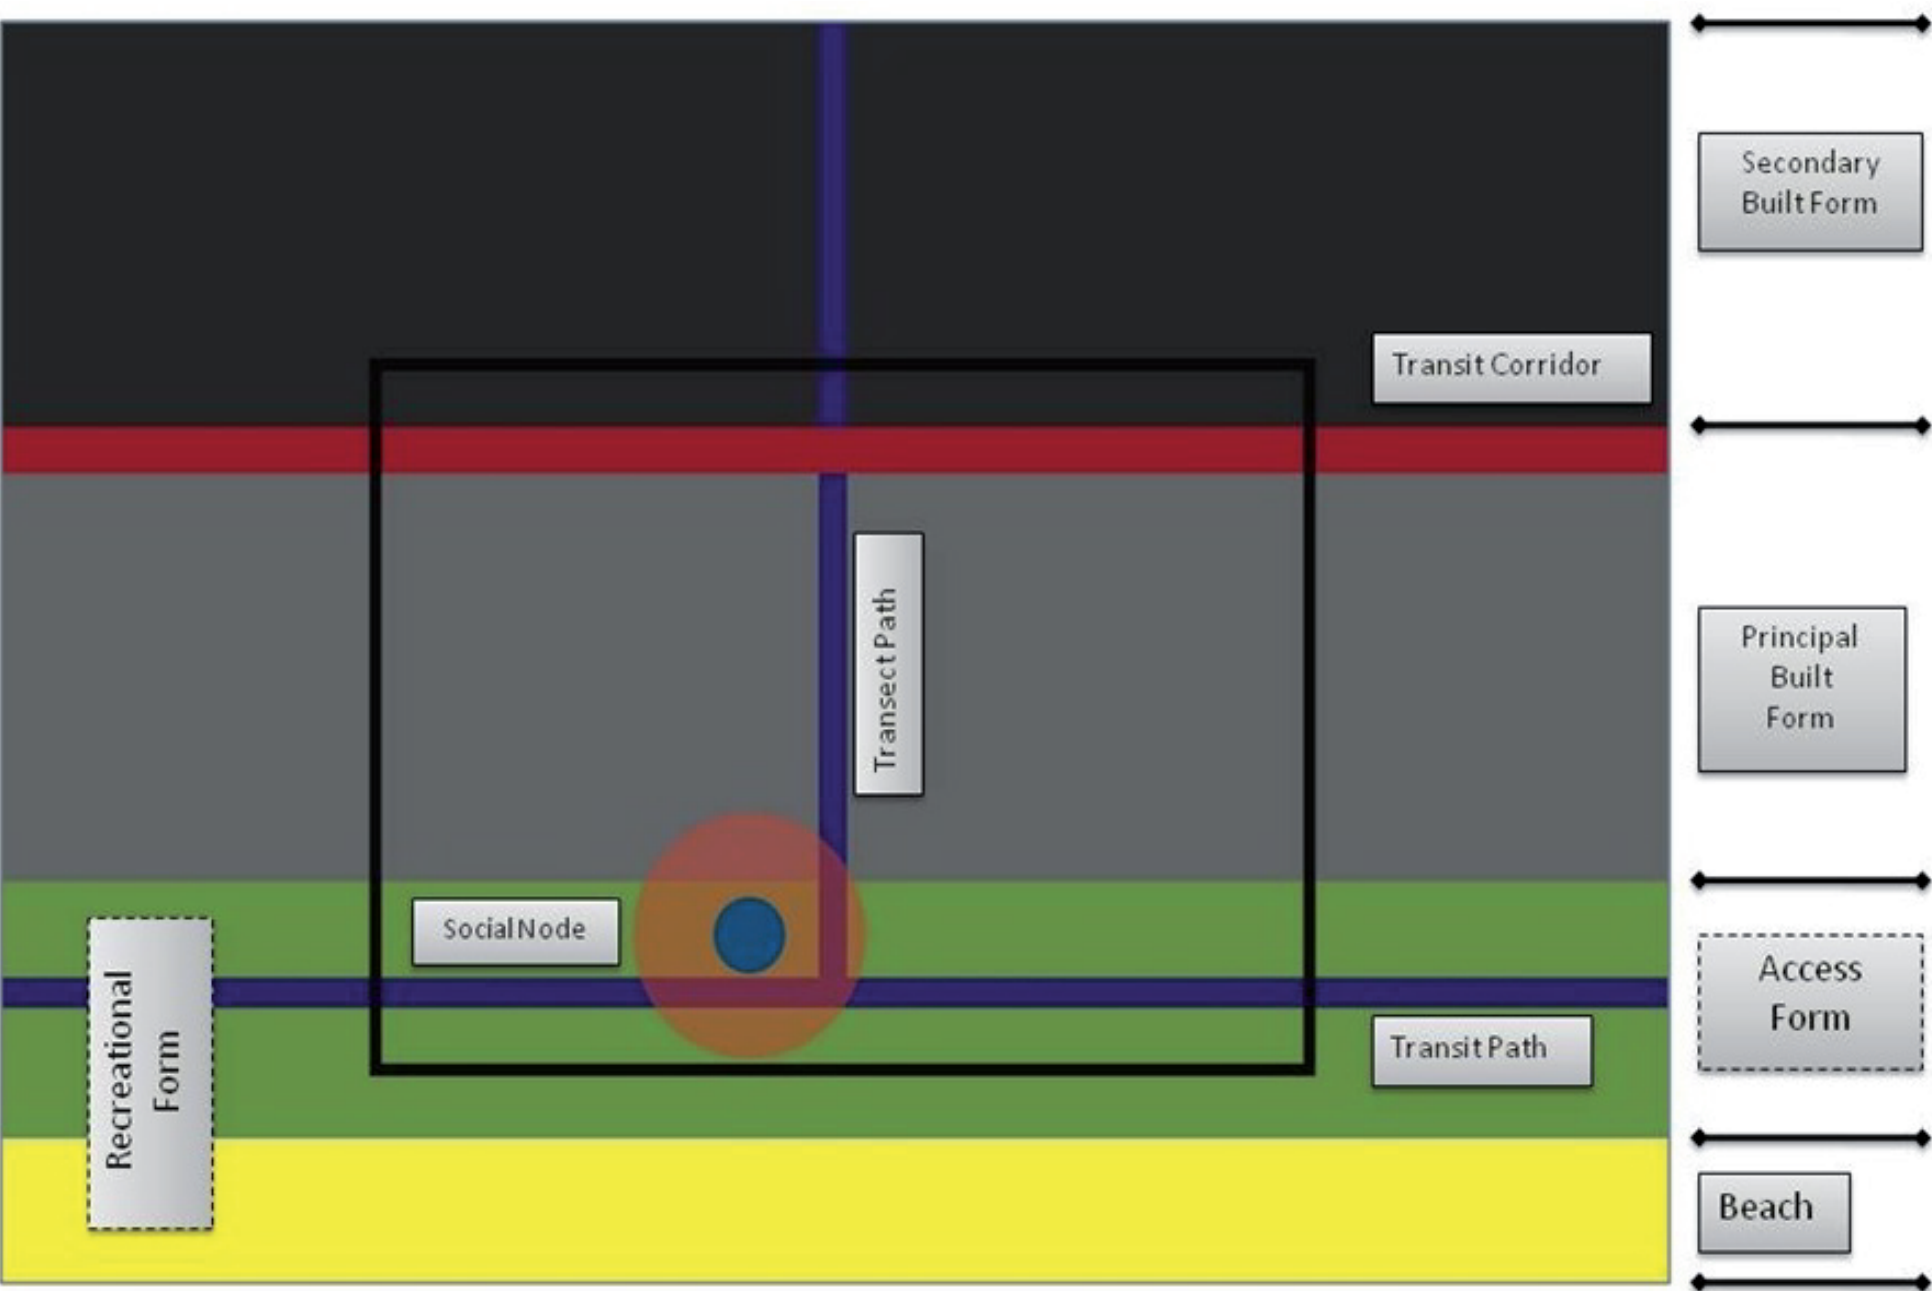 Secondary
Built Form
Transit Corridor
Transect Path
Principal
Built
Form
Social Node
Recreational
Form
Access
Form
Transit Path
Beach